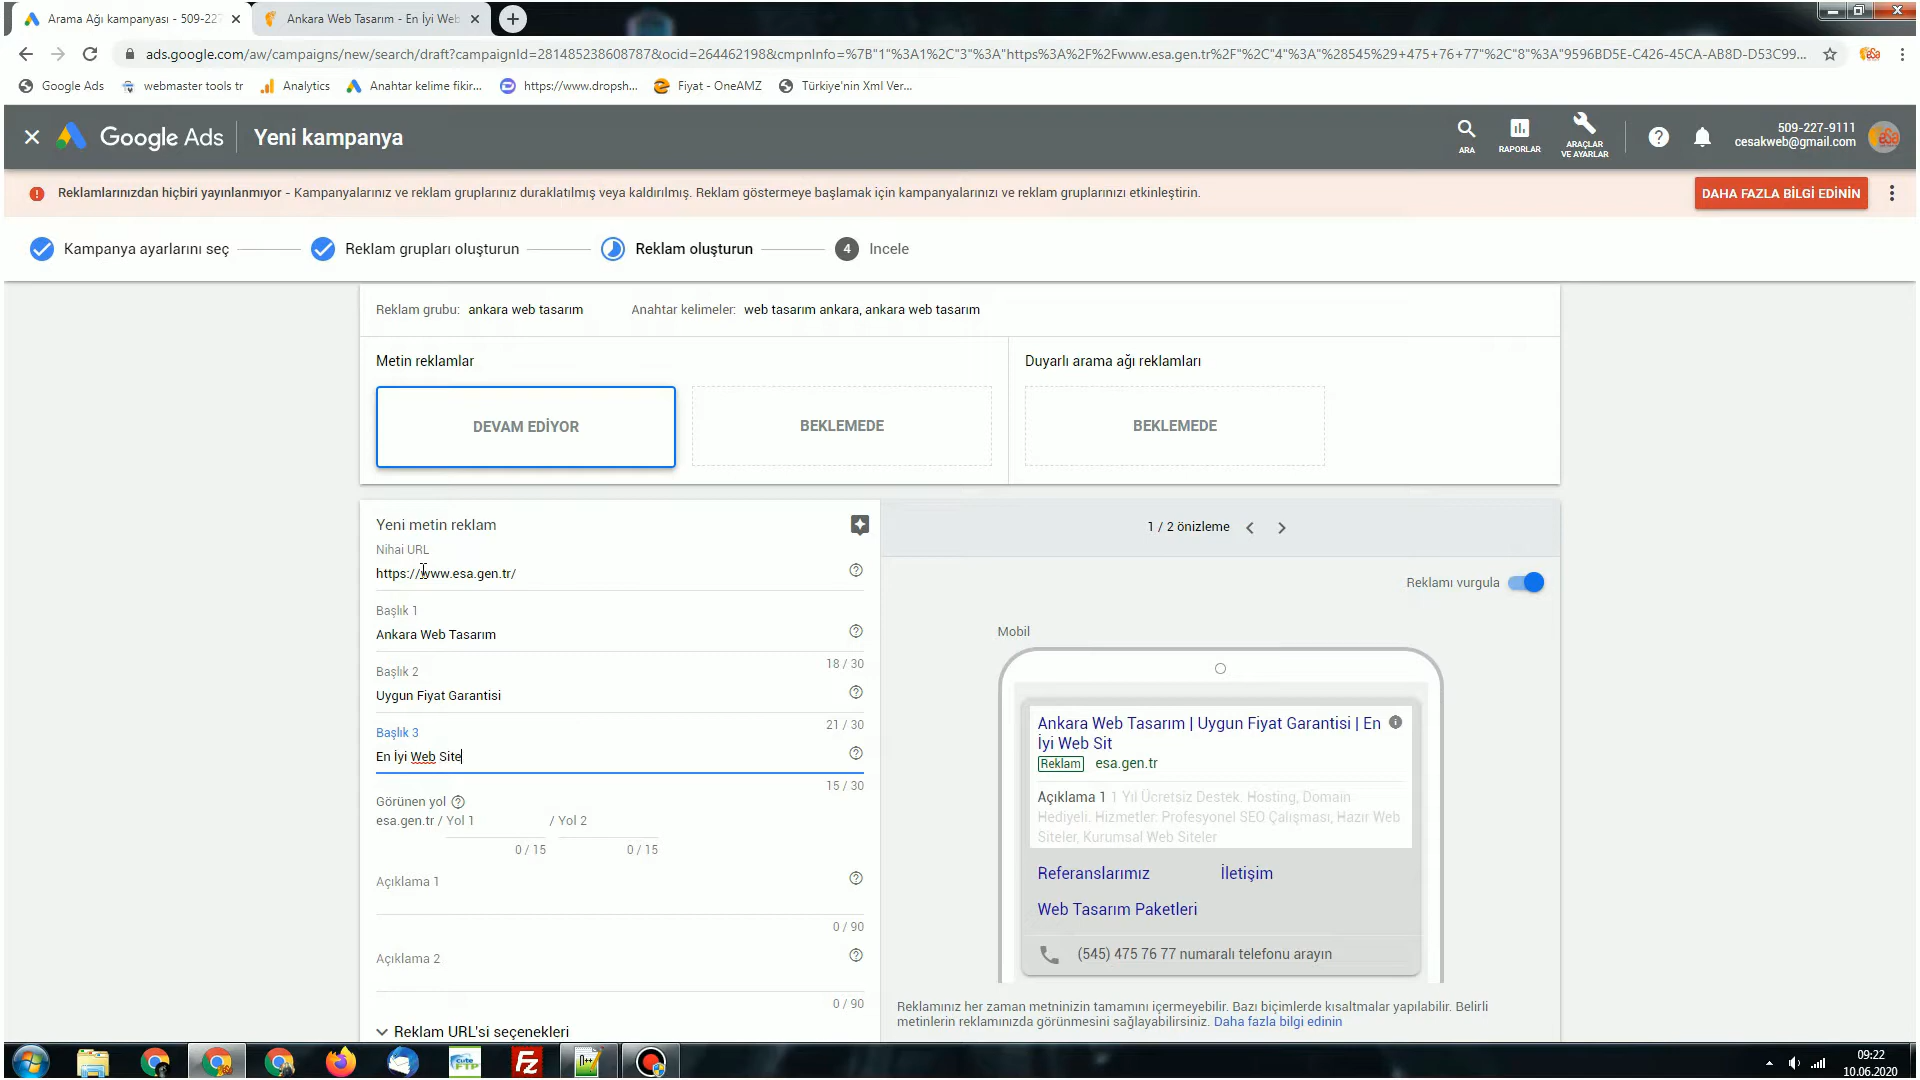 Arama Ağı kampanyası - 509-227
Ankara Web Tasarım - En İyi Web
ads.google.com/aw/campaigns/new/search/draft?campaignId=281485238608787&ocid=264462198&cmpnInfo=%7B"1"%3A1%2C"3"%3A"https%3A%2F%2Fwww.esa.gen.tr%2F"%2C"4"%3A"%28545%29+475+76+77"%2C"8"%3A"9596BD5E-C426-45CA-AB8D-D53C99...
Google Ads
webmaster tools tr
Analytics
Anahtar kelime fikir...
https://www.dropsh...
Fiyat - OneAMZ
Türkiye'nin Xml Ver...
Google Ads
Yeni kampanya
ARA
RAPORLAR
ARAÇLAR VE AYARLAR
509-227-9111
cesakweb@gmail.com
Reklamlarınızdan hiçbiri yayınlanmıyor - Kampanyalarınız ve reklam gruplarınız duraklatılmış veya kaldırılmış. Reklam göstermeye başlamak için kampanyalarınızı ve reklam gruplarınızı etkinleştirin.
DAHA FAZLA BİLGİ EDİNİN
Kampanya ayarlarını seç
Reklam grupları oluşturun
Reklam oluşturun
4 Incele
Reklam grubu: ankara web tasarım
Anahtar kelimeler: web tasarım ankara, ankara web tasarım
Metin reklamlar
Duyarlı arama ağı reklamları
DEVAM EDİYOR
BEKLEMEDE
BEKLEMEDE
Yeni metin reklam
Nihai URL
https://www.esa.gen.tr/
Başlık 1
Ankara Web Tasarım
18 / 30
Başlık 2
Uygun Fiyat Garantisi
21 / 30
Başlık 3
En İyi Web Site
15 / 30
Görünen yol
esa.gen.tr / Yol 1 / Yol 2
0 / 15
0 / 15
Açıklama 1
0 / 90
Açıklama 2
0 / 90
Reklam URL'si seçenekleri
1 / 2 önizleme
Reklamı vurgula
Mobil
Ankara Web Tasarım | Uygun Fiyat Garantisi | En
İyi Web Sit
Reklam esa.gen.tr
Açıklama 1 1 Yıl Ücretsiz Destek. Hosting, Domain
Hediyeli. Hizmetler: Profesyonel SEO Çalışması, Hazır Web
Siteler, Kurumsal Web Siteler
Referanslarımız
İletişim
Web Tasarım Paketleri
(545) 475 76 77 numaralı telefonu arayın
Reklamınız her zaman metninizin tamamını içermeyebilir. Bazı biçimlerde kısaltmalar yapılabilir. Belirli
metinlerin reklamınızda görünmesini sağlayabilirsiniz. Daha fazla bilgi edinin
cute FTP
Fz
09:22
10.06.2020